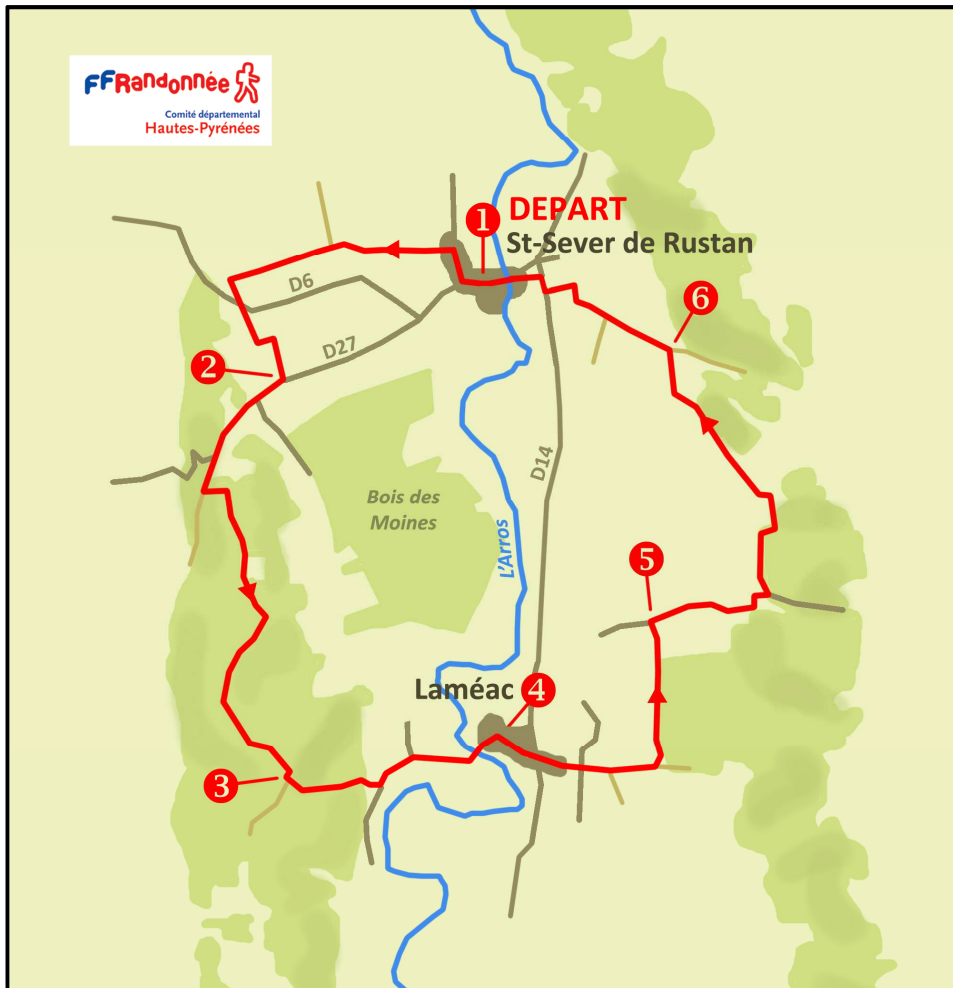 FFRandonnée
Comité départemental
Hautes-Pyrénées
1 DEPART
St-Sever de Rustan
D6
6
D27
2
D14
Bois des
Moines
L'Arros
5
Laméac 4
3